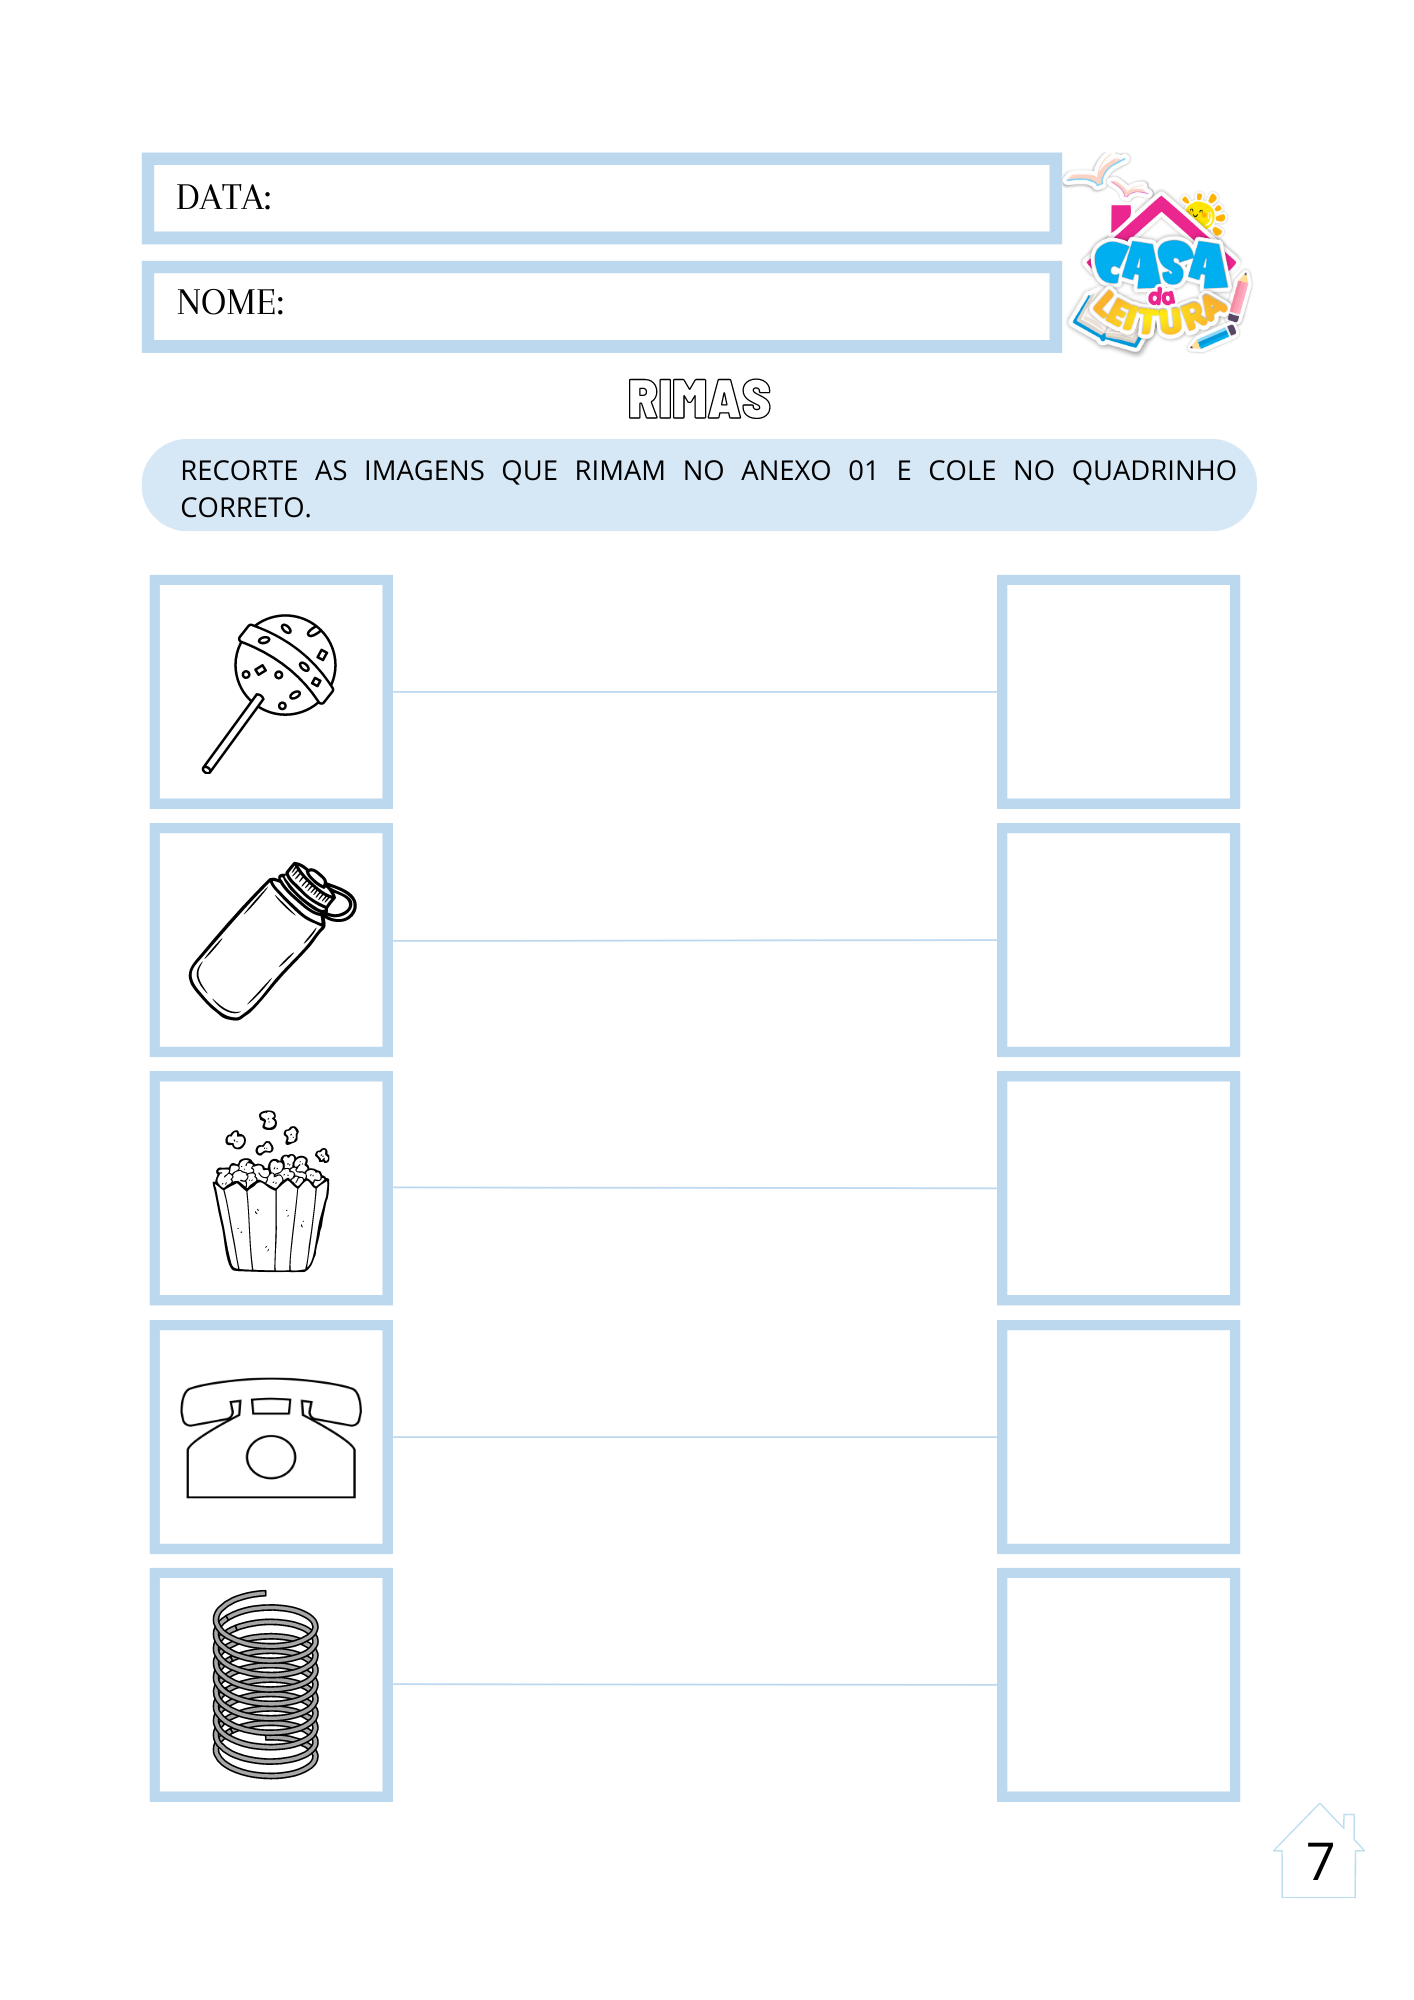 DATA:
NOME:
CASA
da
LEITURA
RIMAS
RECORTE AS IMAGENS QUE RIMAM NO ANEXO 01 E COLE NO QUADRINHO
CORRETO.
7